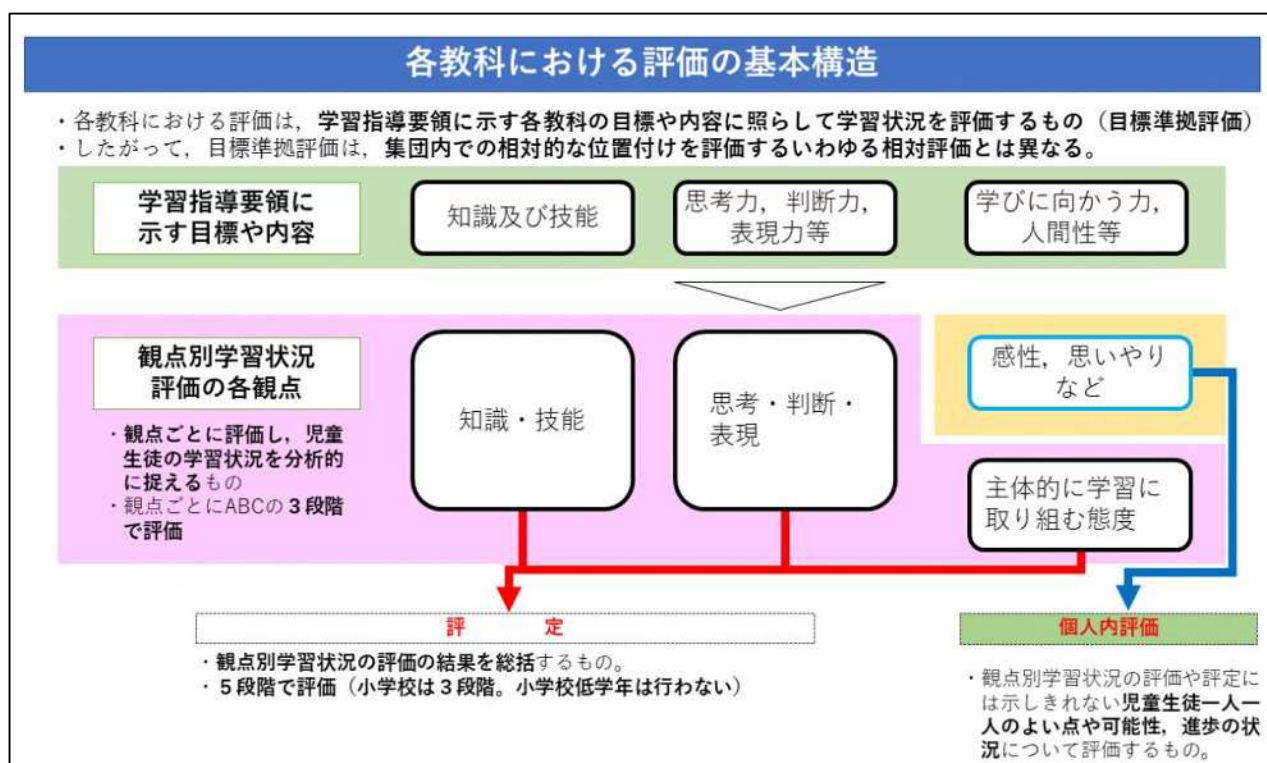 各教科における評価の基本構造
・各教科における評価は，学習指導要領に示す各教科の目標や内容に照らして学習状況を評価するもの（目標準拠評価）
・したがって，目標準拠評価は，集団内での相対的な位置付けを評価するいわゆる相対評価とは異なる。
学習指導要領に
示す目標や内容
知識及び技能
思考力，判断力，
表現力等
学びに向かう力，
人間性等
観点別学習状況
評価の各観点
・観点ごとに評価し，児童
生徒の学習状況を分析的
に捉えるもの
・観点ごとにABCの３段階
で評価
知識・技能
思考・判断・
表現
感性，思いやり
など
主体的に学習に
取り組む態度
評　　定
・観点別学習状況の評価の結果を総括するもの。
・５段階で評価（小学校は３段階。小学校低学年は行わない）
個人内評価
・観点別学習状況の評価や評定に
は示しきれない児童生徒一人一
人のよい点や可能性，進歩の状
況について評価するもの。